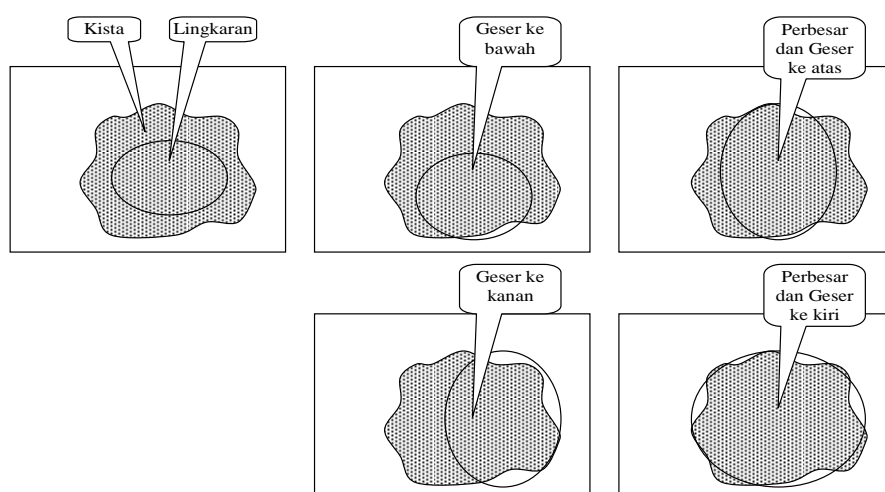 Kista
Lingkaran
Geser ke
bawah
Perbesar
dan Geser
ke atas
Geser ke
kanan
Perbesar
dan Geser
ke kiri